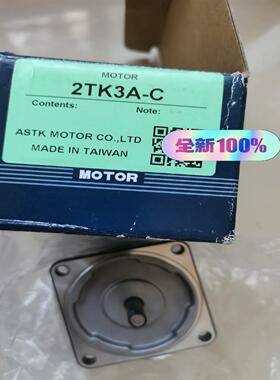 MOTOR
2TK3A-C
Contents: Note:
ASTK MOTOR CO.,LTD
MADE IN TAIWAN
全新100%
MOTOR